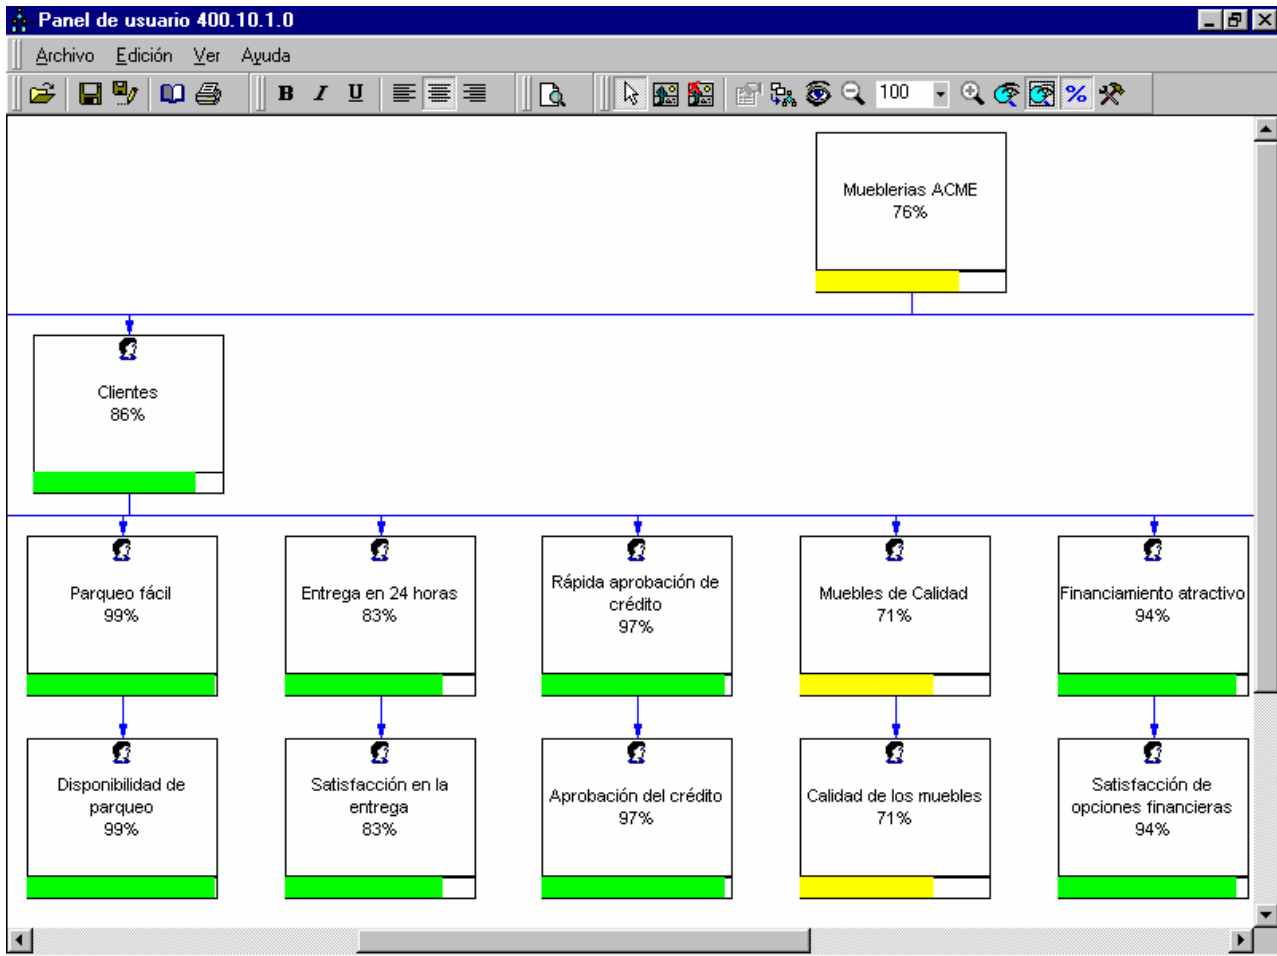 Panel de usuario 400.10.1.0
Archivo Edición Ver Ayuda
B I U 100 %
Mueblerias ACME
76%
Clientes
86%
Parqueo fácil
99%
Entrega en 24 horas
83%
Rápida aprobación de
crédito
97%
Muebles de Calidad
71%
Financiamiento atractivo
94%
Disponibilidad de
parqueo
99%
Satisfacción en la
entrega
83%
Aprobación del crédito
97%
Calidad de los muebles
71%
Satisfacción de
opciones financieras
94%